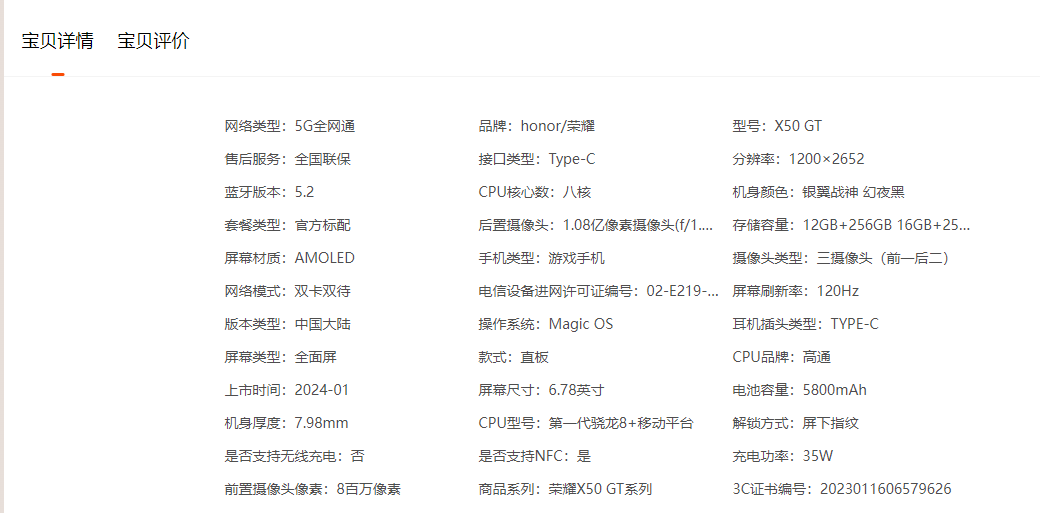 宝贝详情 宝贝评价
网络类型：5G全网通 品牌：honor/荣耀 型号：X50 GT
售后服务：全国联保 接口类型：Type-C 分辨率：1200×2652
蓝牙版本：5.2 CPU核心数：八核 机身颜色：银翼战神 幻夜黑
套餐类型：官方标配 后置摄像头：1.08亿像素摄像头(f/1.... 存储容量：12GB+256GB 16GB+25...
屏幕材质：AMOLED 手机类型：游戏手机 摄像头类型：三摄像头（前一后二）
网络模式：双卡双待 电信设备进网许可证编号：02-E219-... 屏幕刷新率：120Hz
版本类型：中国大陆 操作系统：Magic OS 耳机插头类型：TYPE-C
屏幕类型：全面屏 款式：直板 CPU品牌：高通
上市时间：2024-01 屏幕尺寸：6.78英寸 电池容量：5800mAh
机身厚度：7.98mm CPU型号：第一代骁龙8+移动平台 解锁方式：屏下指纹
是否支持无线充电：否 是否支持NFC：是 充电功率：35W
前置摄像头像素：8百万像素 商品系列：荣耀X50 GT系列 3C证书编号：2023011606579626